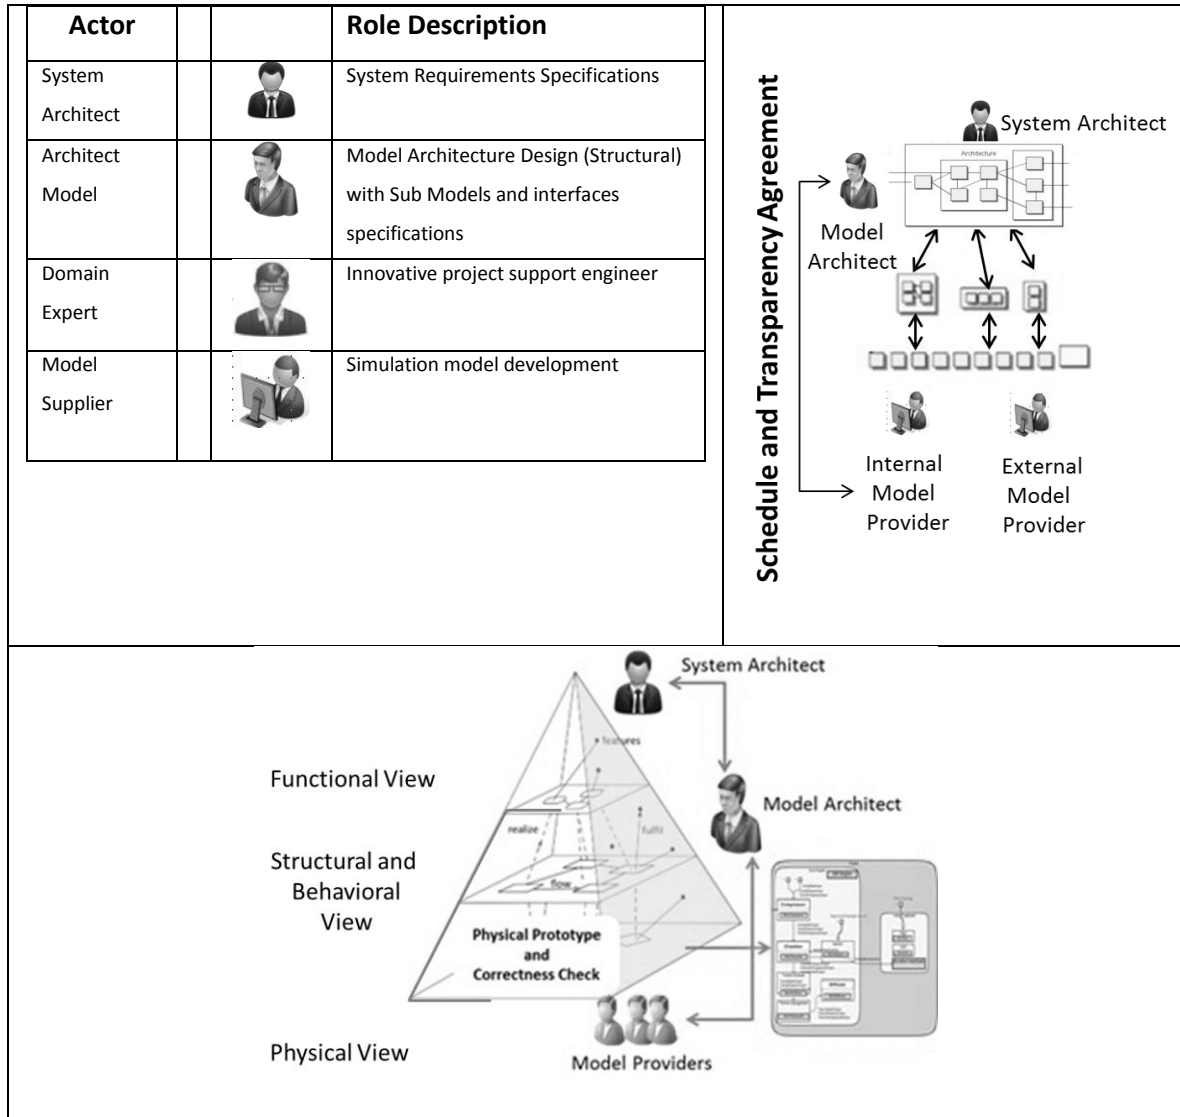 Actor Role Description
System
Architect
System Requirements Specifications
Architect
Model
Model Architecture Design (Structural)
with Sub Models and interfaces
specifications
Domain
Expert
Innovative project support engineer
Model
Supplier
Simulation model development
Schedule and Transparency Agreement
System Architect
Architecture
Model
Architect
Internal
Model
Provider
External
Model
Provider
System Architect
features
Functional View
Model Architect
realize
fulfil
Structural and
Behavioral
View
flow
Physical Prototype
and
Correctness Check
Physical View
Model Providers